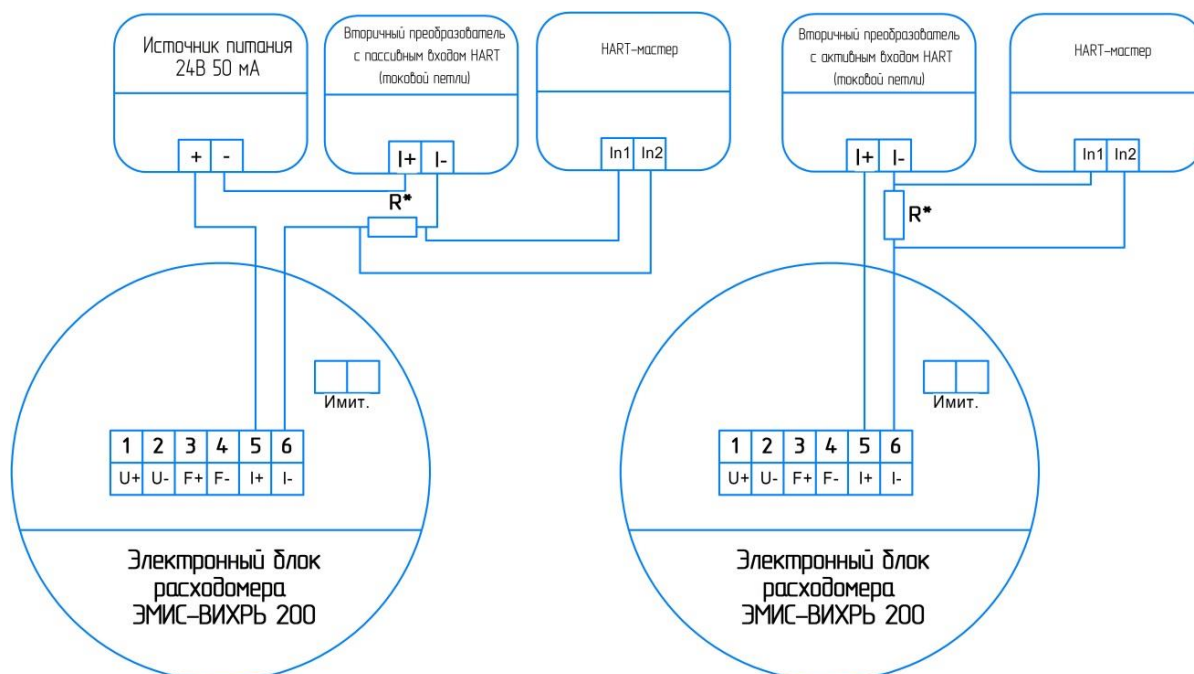 Источник питания
24В 50 мА
+ -
Вторичный преобразователь
с пассивным входом HART
(токовой петли)
I+ I-
HART-мастер
In1 In2
R*
Имит.
1 2 3 4 5 6
U+ U- F+ F- I+ I-
Электронный блок
расходомера
ЭМИС-ВИХРЬ 200
Вторичный преобразователь
с активным входом HART
(токовой петли)
I+ I-
HART-мастер
In1 In2
R*
Имит.
1 2 3 4 5 6
U+ U- F+ F- I+ I-
Электронный блок
расходомера
ЭМИС-ВИХРЬ 200